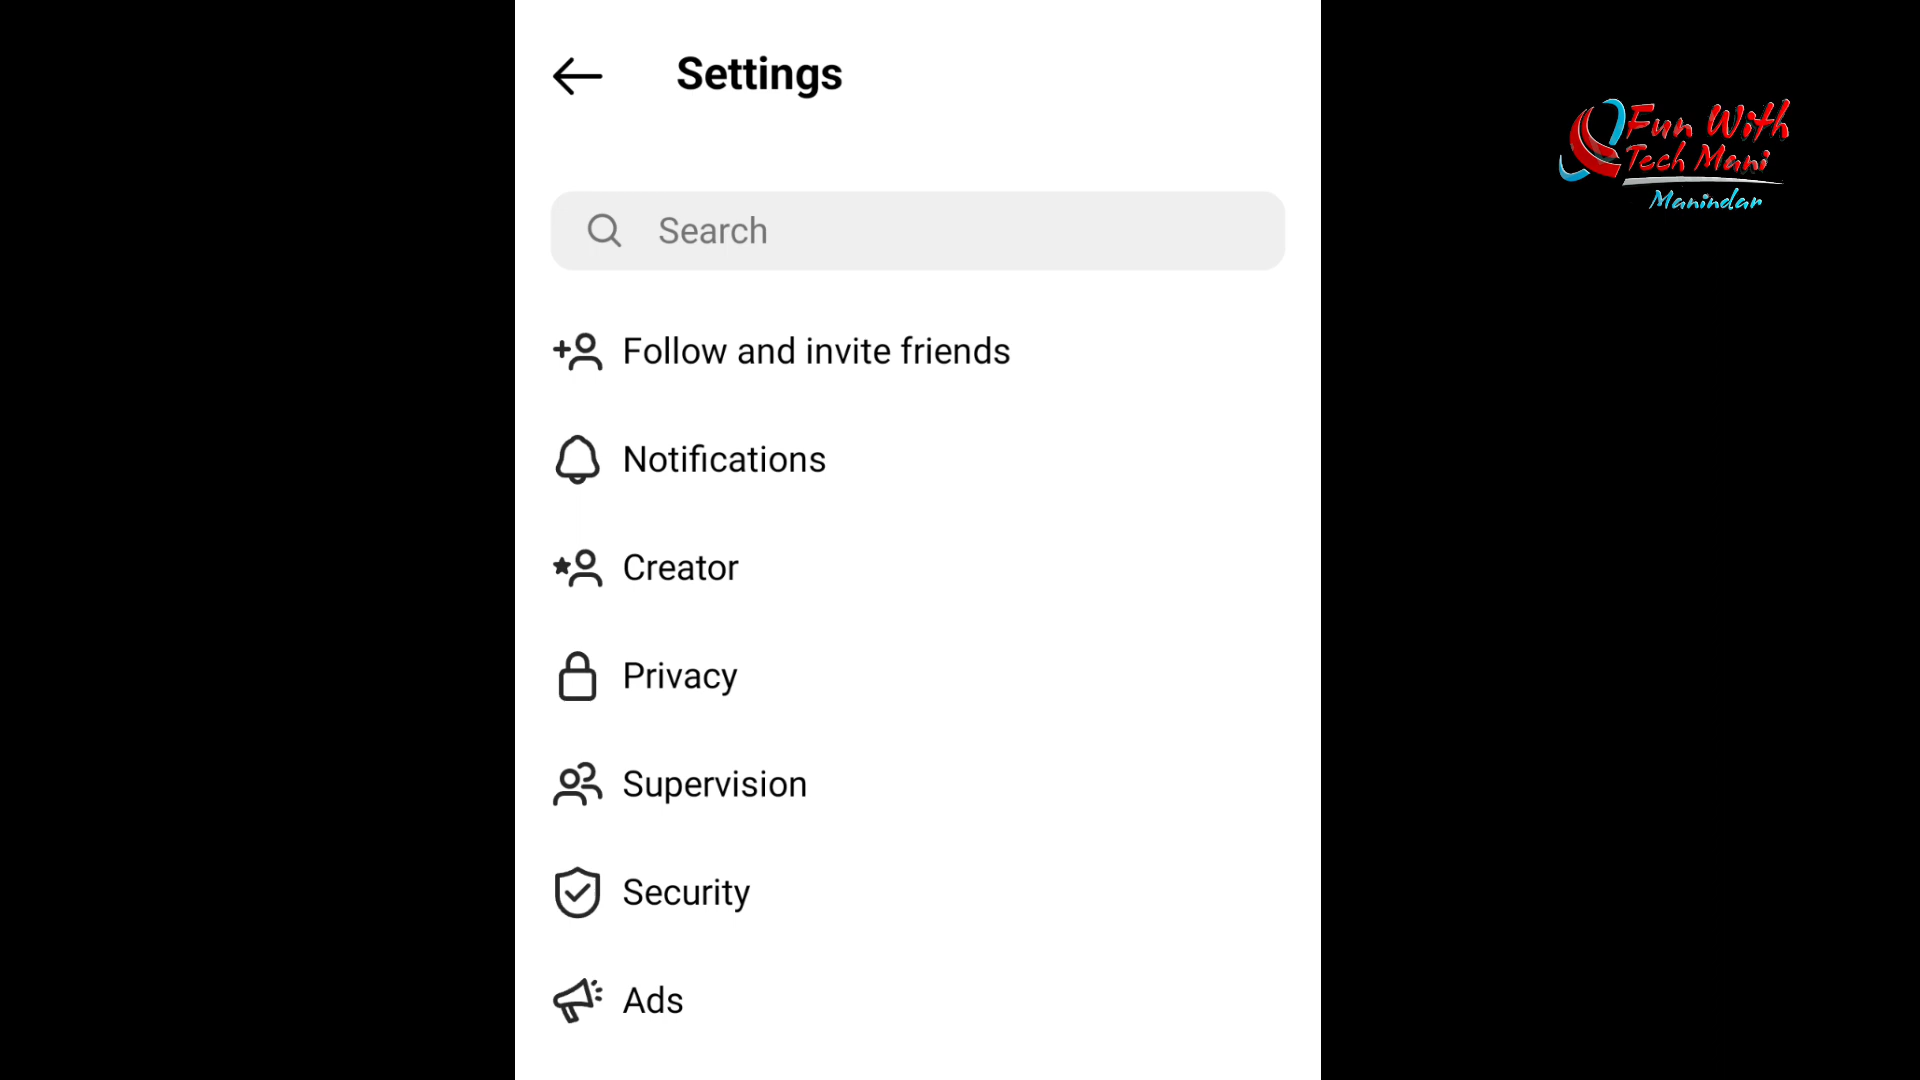 Settings
Search
Follow and invite friends
Notifications
Creator
Privacy
Supervision
Security
Ads
Fun With
Tech Mani
Manindar